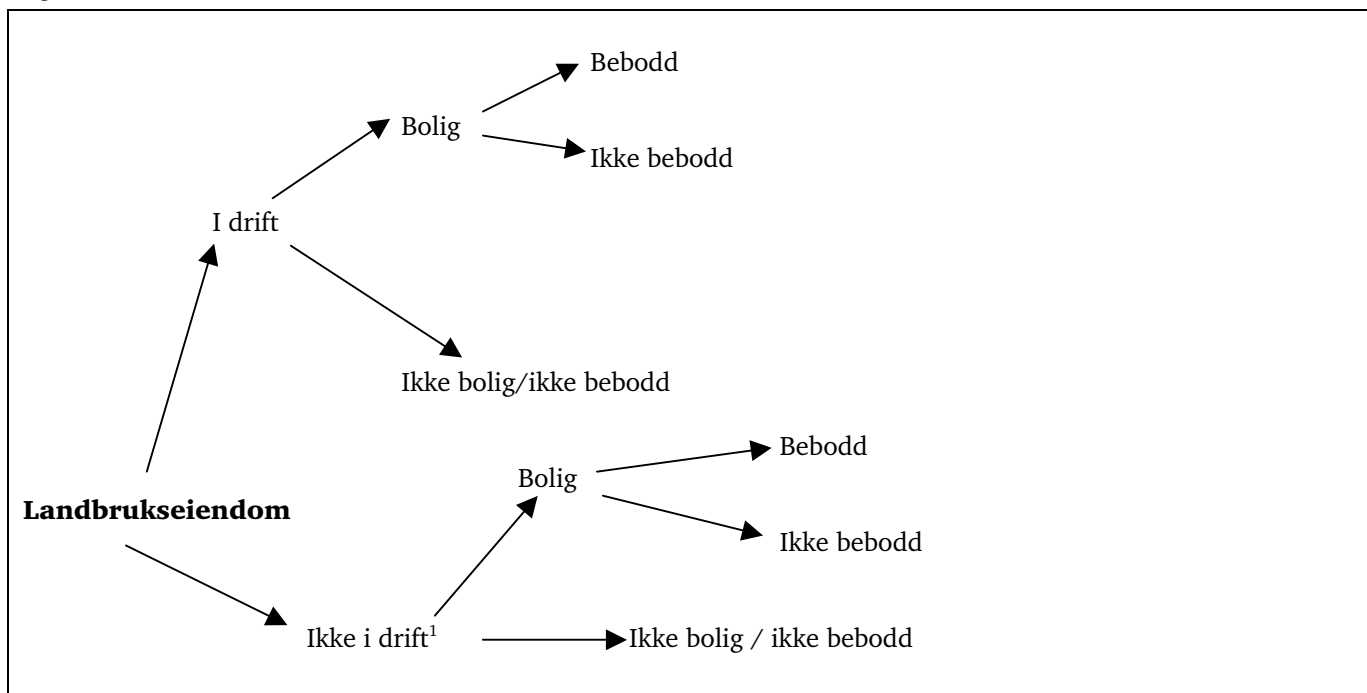 Bebodd
Bolig
Ikke bebodd
I drift
Ikke bolig/ikke bebodd
Bebodd
Bolig
Landbrukseiendom
Ikke bebodd
Ikke i drift¹
Ikke bolig / ikke bebodd